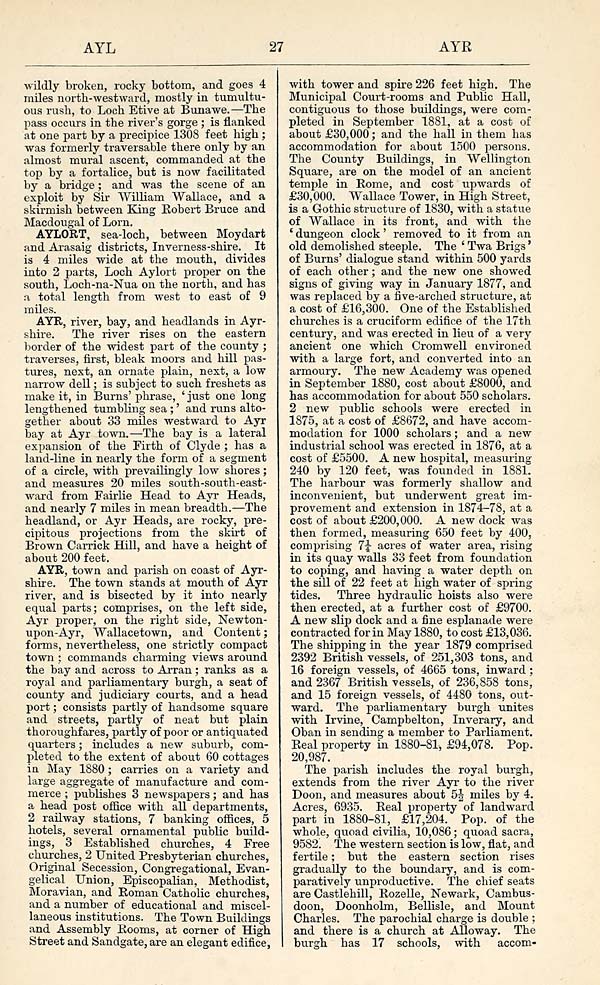 AYL 27 AYR
wildly broken, rocky bottom, and goes 4
miles north-westward, mostly in tumultu-
ous rush, to Loch Etive at Bunawe.—The
pass occurs in the river's gorge; is flanked
at one part by a precipice 1308 feet high;
was formerly traversable there only by an
almost mural ascent, commanded at the
top by a fortalice, but is now facilitated
by a bridge; and was the scene of an
exploit by Sir William Wallace, and a
skirmish between King Robert Bruce and
Macdougal of Lorn.
AYLORT, sea-loch, between Moydart
and Arasaig districts, Inverness-shire. It
is 4 miles wide at the mouth, divides
into 2 parts, Loch Aylort proper on the
south, Loch-na-Nua on the north, and has
a total length from west to east of 9
miles.
AYR, river, bay, and headlands in Ayr-
shire. The river rises on the eastern
border of the widest part of the county;
traverses, first, bleak moors and hill pas-
tures, next, an ornate plain, next, a low
narrow dell; is subject to such freshets as
make it, in Burns' phrase, 'just one long
lengthened tumbling sea;' and runs alto-
gether about 33 miles westward to Ayr
bay at Ayr town.—The bay is a lateral
expansion of the Firth of Clyde; has a
land-line in nearly the form of a segment
of a circle, with prevailingly low shores;
and measures 20 miles south-south-east-
ward from Fairlie Head to Ayr Heads,
and nearly 7 miles in mean breadth.—The
headland, or Ayr Heads, are rocky, pre-
cipitous projections from the skirt of
Brown Carrick Hill, and have a height of
about 200 feet.
AYR, town and parish on coast of Ayr-
shire. The town stands at mouth of Ayr
river, and is bisected by it into nearly
equal parts; comprises, on the left side,
Ayr proper, on the right side, Newton-
upon-Ayr, Wallacetown, and Content;
forms, nevertheless, one strictly compact
town; commands charming views around
the bay and across to Arran; ranks as a
royal and parliamentary burgh, a seat of
county and judiciary courts, and a head
port; consists partly of handsome square
and streets, partly of neat but plain
thoroughfares, partly of poor or antiquated
quarters; includes a new suburb, com-
pleted to the extent of about 60 cottages
in May 1880; carries on a variety and
large aggregate of manufacture and com-
merce; publishes 3 newspapers; and has
a head post office with all departments,
2 railway stations, 7 banking offices, 5
hotels, several ornamental public build-
ings, 3 Established churches, 4 Free
churches, 2 United Presbyterian churches,
Original Secession, Congregational, Evan-
gelical Union, Episcopalian, Methodist,
Moravian, and Roman Catholic churches,
and a number of educational and miscel-
laneous institutions. The Town Buildings
and Assembly Rooms, at corner of High
Street and Sandgate, are an elegant edifice,
with tower and spire 226 feet high. The
Municipal Court-rooms and Public Hall,
contiguous to those buildings, were com-
pleted in September 1881, at a cost of
about £30,000; and the hall in them has
accommodation for about 1500 persons.
The County Buildings, in Wellington
Square, are on the model of an ancient
temple in Rome, and cost upwards of
£30,000. Wallace Tower, in High Street,
is a Gothic structure of 1830, with a statue
of Wallace in its front, and with the
'dungeon clock' removed to it from an
old demolished steeple. The 'Twa Brigs'
of Burns' dialogue stand within 500 yards
of each other; and the new one showed
signs of giving way in January 1877, and
was replaced by a five-arched structure, at
a cost of £16,300. One of the Established
churches is a cruciform edifice of the 17th
century, and was erected in lieu of a very
ancient one which Cromwell environed
with a large fort, and converted into an
armoury. The new Academy was opened
in September 1880, cost about £8000, and
has accommodation for about 550 scholars.
2 new public schools were erected in
1875, at a cost of £8672, and have accom-
modation for 1000 scholars; and a new
industrial school was erected in 1876, at a
cost of £5500. A new hospital, measuring
240 by 120 feet, was founded in 1881.
The harbour was formerly shallow and
inconvenient, but underwent great im-
provement and extension in 1874–78, at a
cost of about £200,000. A new dock was
then formed, measuring 650 feet by 400,
comprising 7¼ acres of water area, rising
in its quay walls 33 feet from foundation
to coping, and having a water depth on
the sill of 22 feet at high water of spring
tides. Three hydraulic hoists also were
then erected, at a further cost of £9700.
A new slip dock and a fine esplanade were
contracted for in May 1880, to cost £13,036.
The shipping in the year 1879 comprised
2392 British vessels, of 251,303 tons, and
16 foreign vessels, of 4665 tons, inward;
and 2367 British vessels, of 236,858 tons,
and 15 foreign vessels, of 4480 tons, out-
ward. The parliamentary burgh unites
with Irvine, Campbelton, Inverary, and
Oban in sending a member to Parliament.
Real property in 1880–81, £94,078. Pop.
20,987.
The parish includes the royal burgh,
extends from the river Ayr to the river
Doon, and measures about 5½ miles by 4.
Acres, 6935. Real property of landward
part in 1880–81, £17,204. Pop. of the
whole, quoad civilia, 10,086; quoad sacra,
9582. The western section is low, flat, and
fertile; but the eastern section rises
gradually to the boundary, and is com-
paratively unproductive. The chief seats
are Castlehill, Rozelle, Newark, Cambus-
doon, Doonholm, Bellisle, and Mount
Charles. The parochial charge is double;
and there is a church at Alloway. The
burgh has 17 schools, with accom-